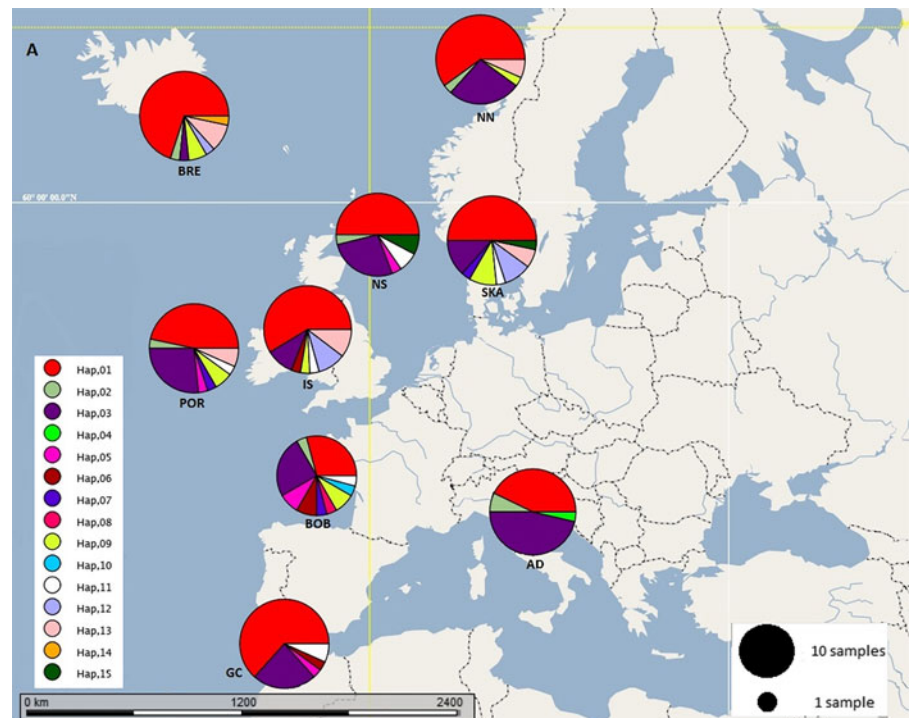 A
NN
BRE
60° 00' 00.0"N
NS
SKA
IS
POR
BOB
AD
GC
Hap,01
Hap,02
Hap,03
Hap,04
Hap,05
Hap,06
Hap,07
Hap,08
Hap,09
Hap,10
Hap,11
Hap,12
Hap,13
Hap,14
Hap,15
10 samples
1 sample
0 km 1200 2400